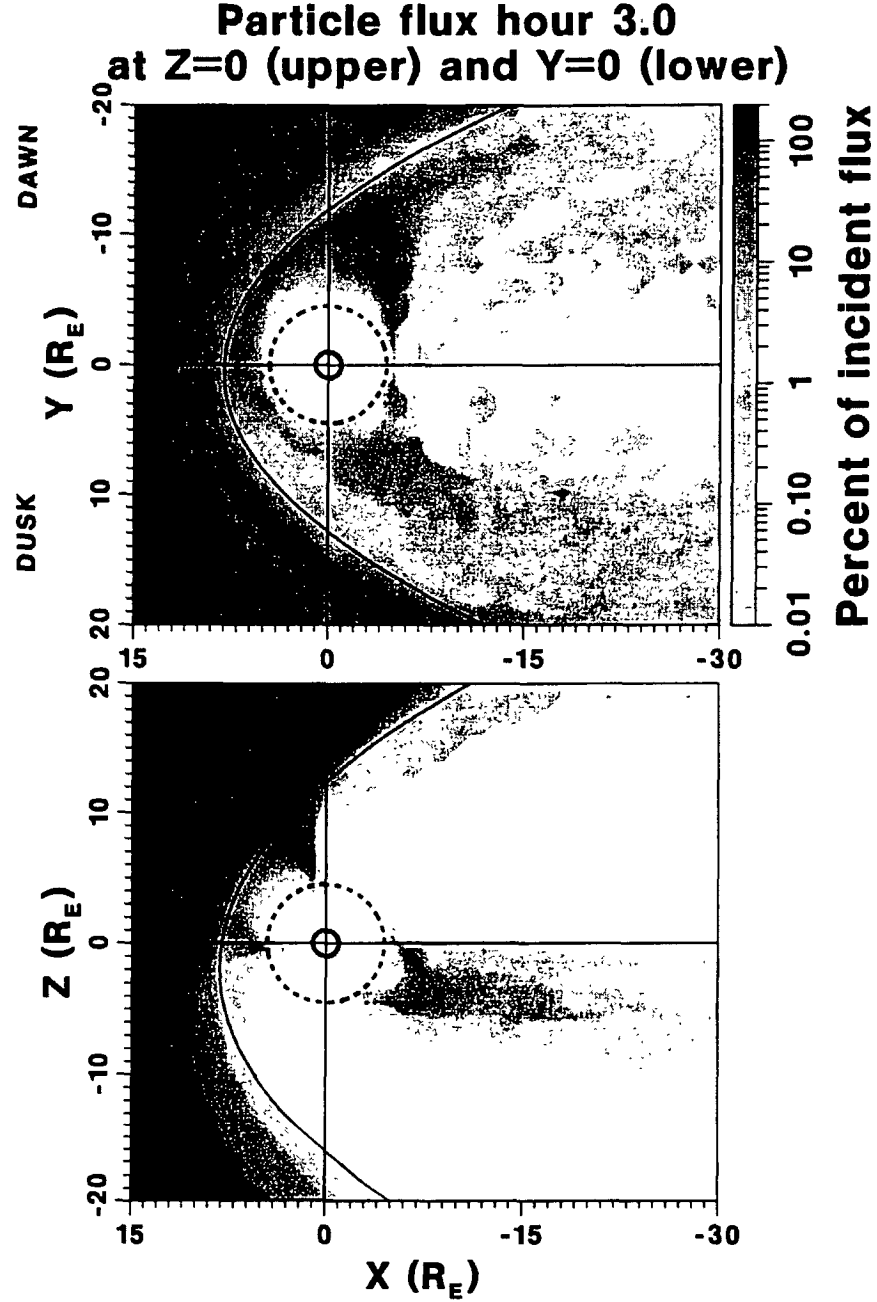 Particle flux hour 3.0
at Z=0 (upper) and Y=0 (lower)
DAWN
DUSK
Y (RE)
-20
-10
0
10
20
15
0
-15
-30
100
10
1
0.10
0.01
Percent of incident flux
Z (RE)
20
10
0
-10
-20
15
0
-15
-30
X (RE)